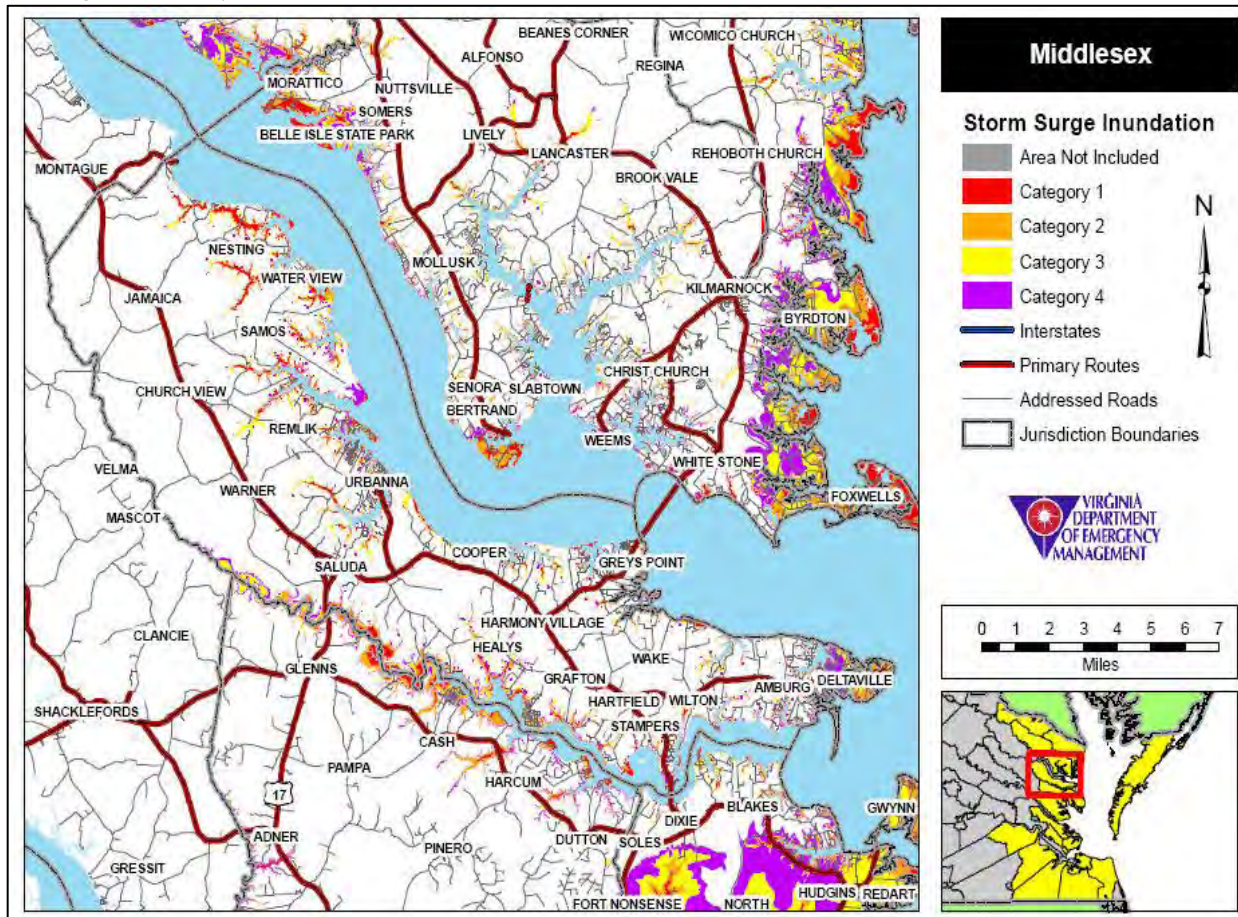 BEANES CORNER
WICOMICO CHURCH
ALFONSO
REGINA
MORATTICO
NUTTSVILLE
SOMERS
BELLE ISLE STATE PARK
LIVELY
LANCASTER
REHOBOTH CHURCH
MONTAGUE
BROOK VALE
NESTING
MOLLUSK
WATER VIEW
KILMARNOCK
JAMAICA
BYRDTON
SAMOS
CHRIST CHURCH
CHURCH VIEW
SENORA
SLABTOWN
BERTRAND
REMLIK
WEEMS
WHITE STONE
VELMA
URBANNA
WARNER
FOXWELLS
MASCOT
COOPER
GREYS POINT
SALUDA
HARMONY VILLAGE
CLANCIE
HEALYS
WAKE
GLENNS
GRAFTON
AMBURG
DELTAVILLE
HARTFIELD
WILTON
SHACKLEFORDS
STAMPERS
CASH
PAMPA
HARCUM
17
BLAKES
GWYNN
DIXIE
ADNER
DUTTON
SOLES
PINERO
GRESSIT
HUDGINS
REDART
FORT NONSENSE
NORTH
Middlesex
Storm Surge Inundation
Area Not Included
Category 1
Category 2
Category 3
Category 4
Interstates
Primary Routes
Addressed Roads
Jurisdiction Boundaries
N
VIRGINIA
DEPARTMENT
OF EMERGENCY
MANAGEMENT
0 1 2 3 4 5 6 7
Miles